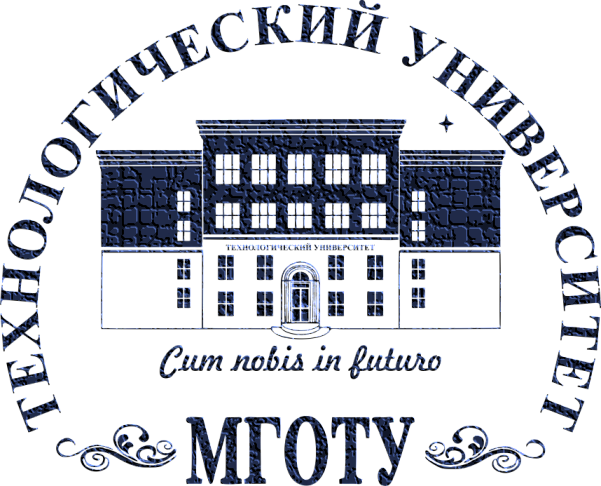 ТЕХНОЛОГИЧЕСКИЙ УНИВЕРСИТЕТ
ТЕХНОЛОГИЧЕСКИЙ УНИВЕРСИТЕТ
Cum nobis in futuro
МГОТУ